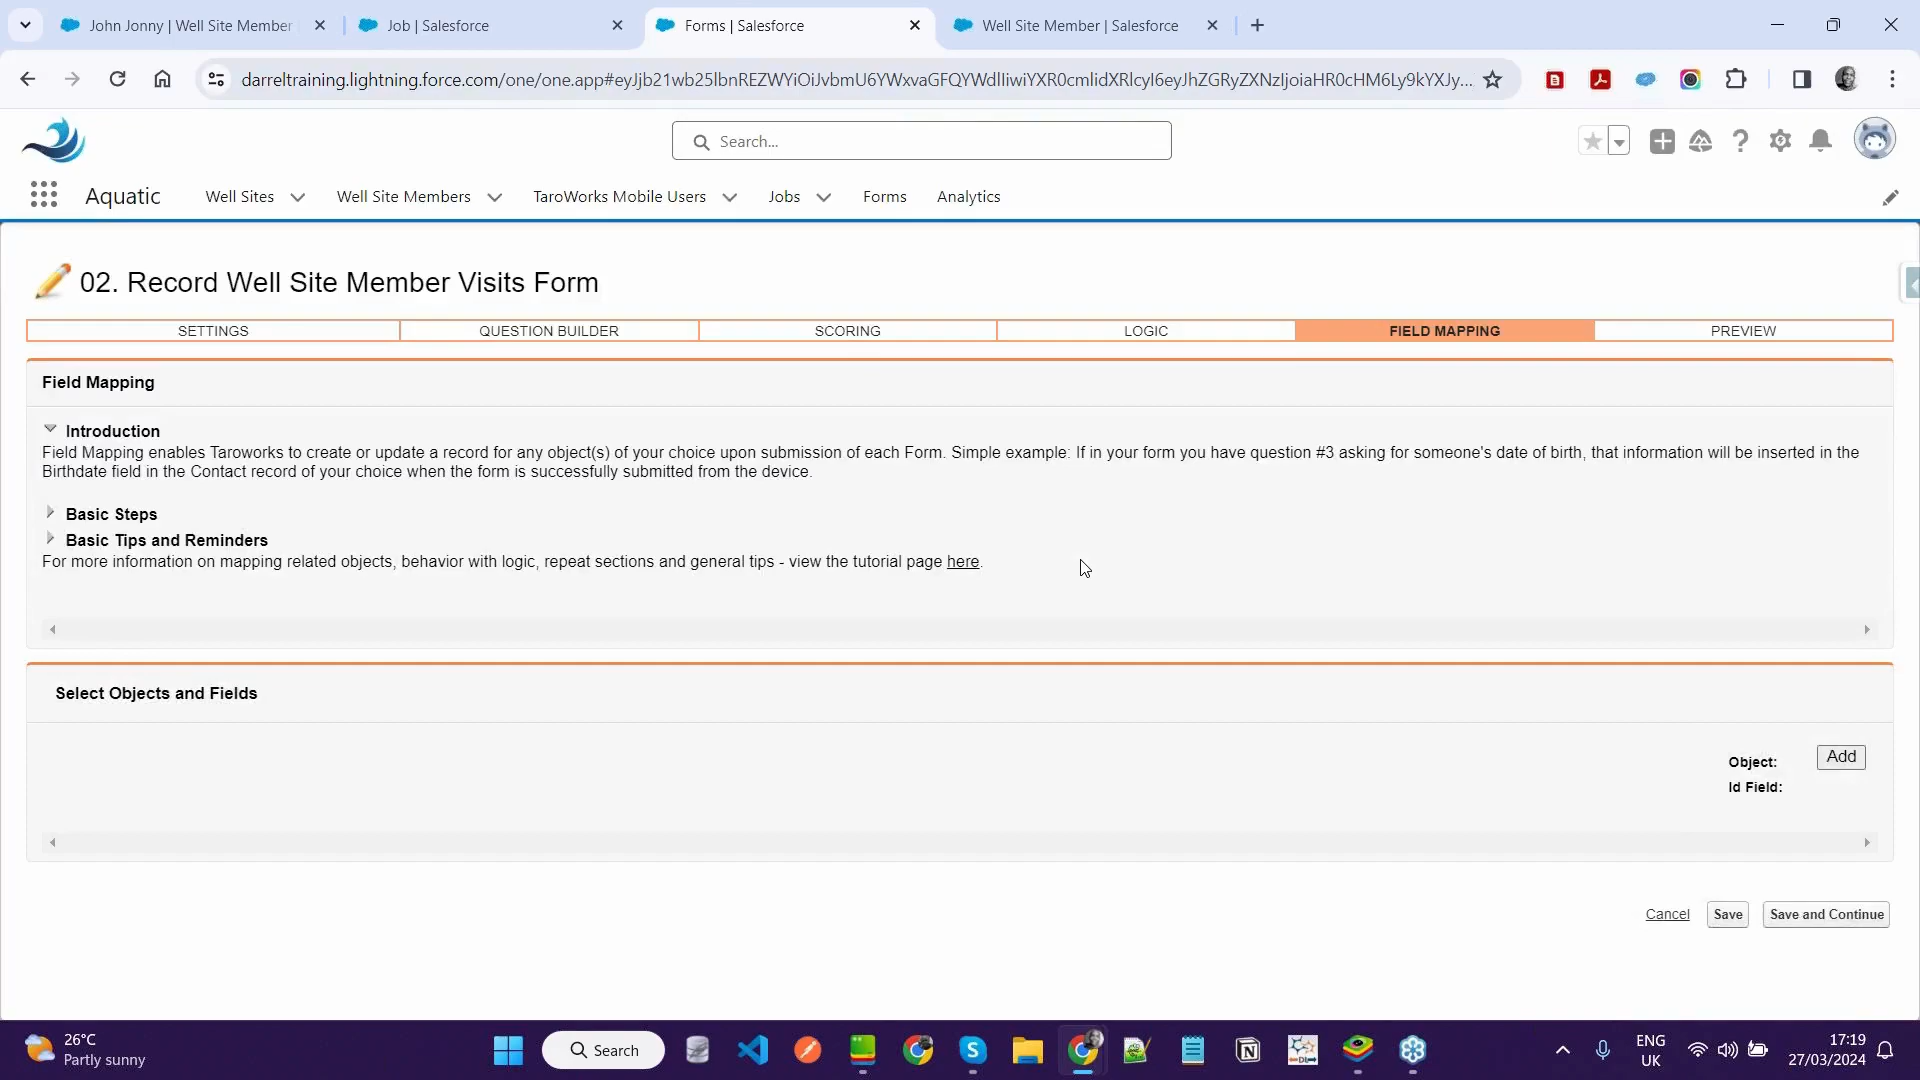 John Jonny | Well Site Member
Job | Salesforce
Forms | Salesforce
Well Site Member | Salesforce
Search...
Aquatic
Well Sites
Well Site Members
TaroWorks Mobile Users
Jobs
Forms
Analytics
02. Record Well Site Member Visits Form
SETTINGS
QUESTION BUILDER
SCORING
LOGIC
FIELD MAPPING
PREVIEW
Field Mapping
Introduction
Field Mapping enables Taroworks to create or update a record for any object(s) of your choice upon submission of each Form. Simple example: If in your form you have question #3 asking for someone's date of birth, that information will be inserted in the
Birthdate field in the Contact record of your choice when the form is successfully submitted from the device.
Basic Steps
Basic Tips and Reminders
For more information on mapping related objects, behavior with logic, repeat sections and general tips - view the tutorial page here.
Select Objects and Fields
Object:
Add
Id Field:
Cancel
Save
Save and Continue
26°C
Partly sunny
Search
ENG
UK
17:19
27/03/2024